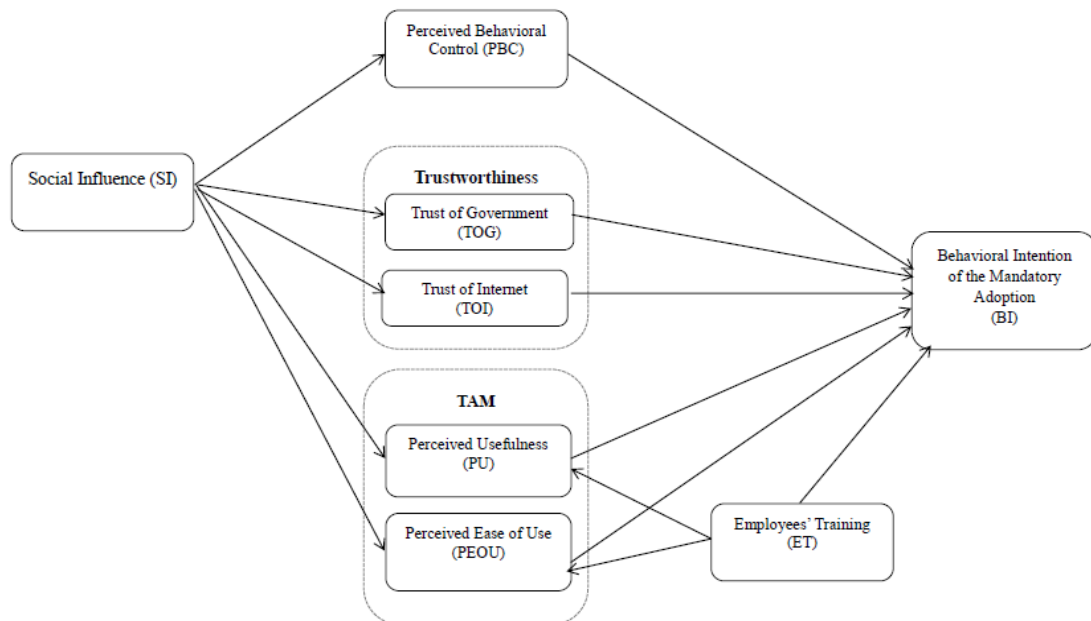 Perceived Behavioral
Control (PBC)
Social Influence (SI)
Trustworthiness
Trust of Government
(TOG)
Trust of Internet
(TOI)
Behavioral Intention
of the Mandatory
Adoption
(BI)
TAM
Perceived Usefulness
(PU)
Perceived Ease of Use
(PEOU)
Employees’ Training
(ET)